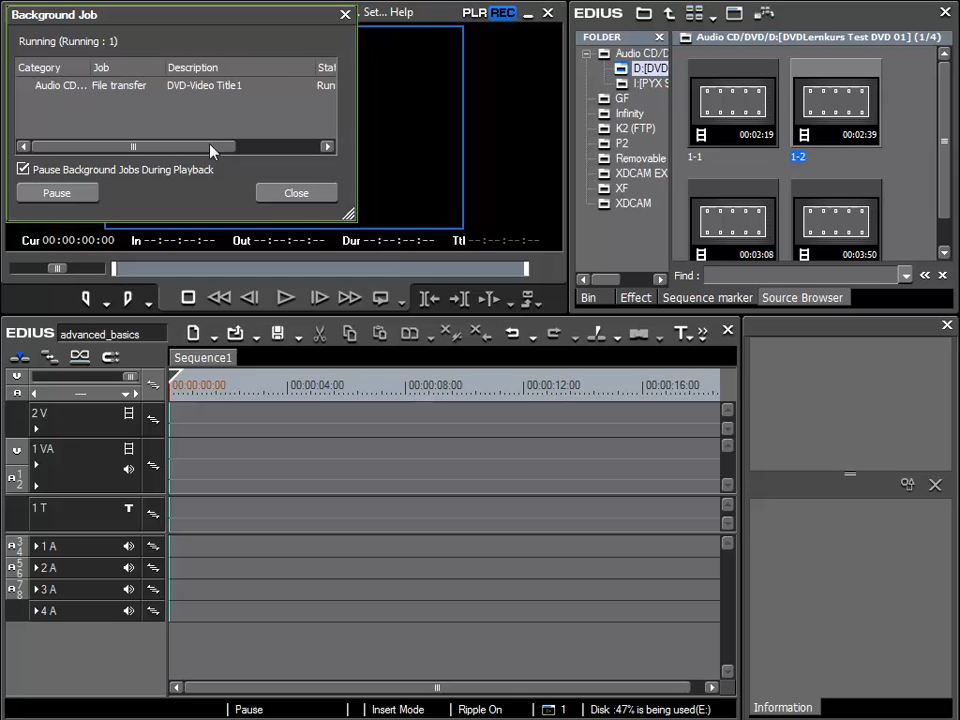 Background Job
Set... Help
PLR REC
Running (Running : 1)
Category Job Description Stat
Audio CD... File transfer DVD-Video Title1 Run
Pause Background Jobs During Playback
Pause Close
Cur 00:00:00:00 In --:--:--:-- Out --:--:--:-- Dur --:--:--:-- Ttl --:--:--:--
EDIUS
FOLDER
Audio CD/D
D:[DVD
I:[PYX S
GF
Infinity
K2 (FTP)
P2
Removable
XDCAM EX
XF
XDCAM
Audio CD/DVD/D:[DVDLernkurs Test DVD 01] (1/4)
00:02:19 00:02:39
1-1 1-2
00:03:08 00:03:50
Find :
Bin Effect Sequence marker Source Browser
EDIUS advanced_basics
Sequence1
00:00:00:00 00:00:04:00 00:00:08:00 00:00:12:00 00:00:16:00
2 V
1 VA
1 2
1 T T
3 4 1 A
5 6 2 A
7 8 3 A
4 A
Information
Pause Insert Mode Ripple On 1 Disk :47% is being used(E:)